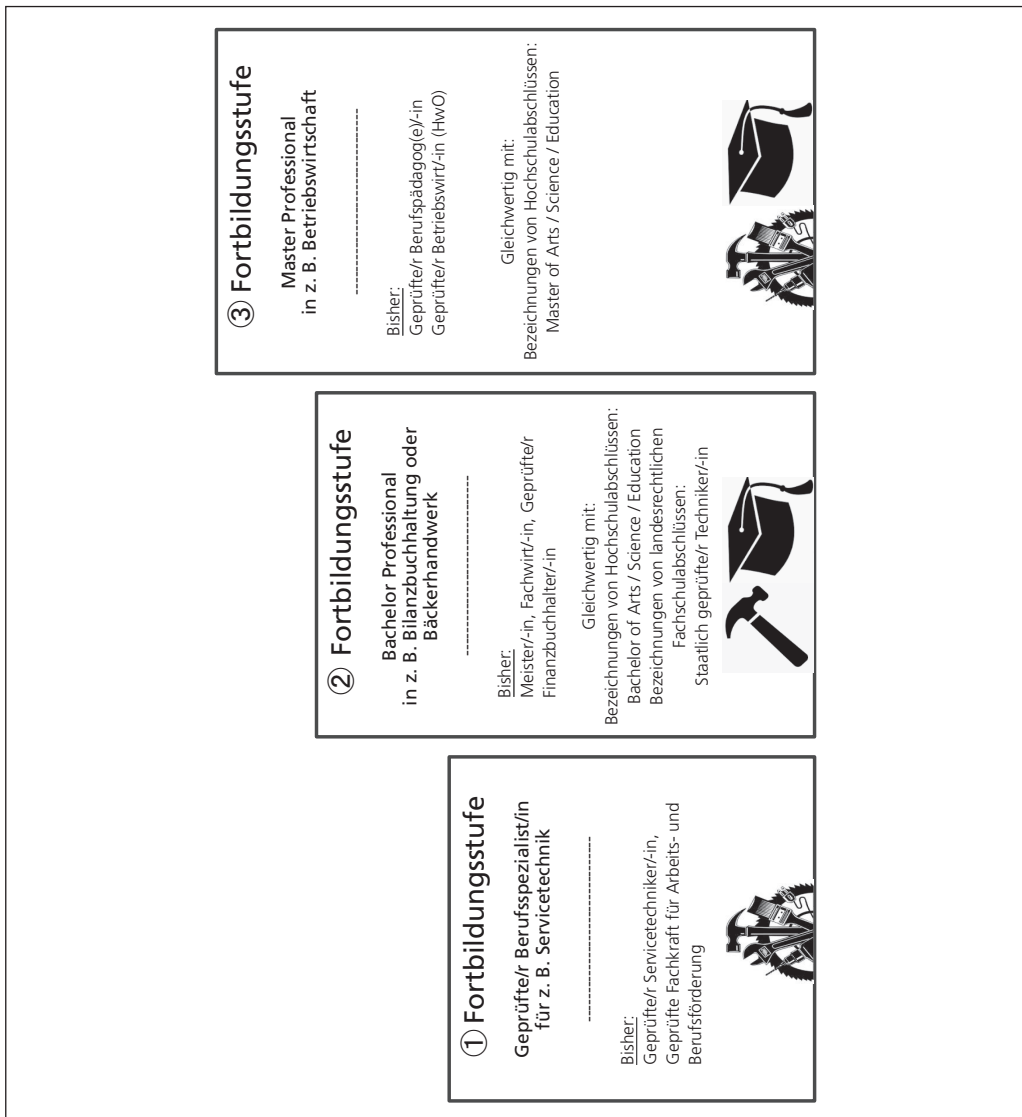 ① Fortbildungsstufe
Geprüfte/r Berufsspezialist/in
für z. B. Servicetechnik
Bisher:
Geprüfte/r Servicetechniker/-in,
Geprüfte Fachkraft für Arbeits- und
Berufsförderung
② Fortbildungsstufe
Bachelor Professional
in z. B. Bilanzbuchhaltung oder
Bäckerhandwerk
Bisher:
Meister/-in, Fachwirt/-in, Geprüfte/r
Finanzbuchhalter/-in
Gleichwertig mit:
Bezeichnungen von Hochschulabschlüssen:
Bachelor of Arts / Science / Education
Bezeichnungen von landesrechtlichen
Fachschulabschlüssen:
Staatlich geprüfte/r Techniker/-in
③ Fortbildungsstufe
Master Professional
in z. B. Betriebswirtschaft
Bisher:
Geprüfte/r Berufspädagog(e)/-in
Geprüfte/r Betriebswirt/-in (HwO)
Gleichwertig mit:
Bezeichnungen von Hochschulabschlüssen:
Master of Arts / Science / Education